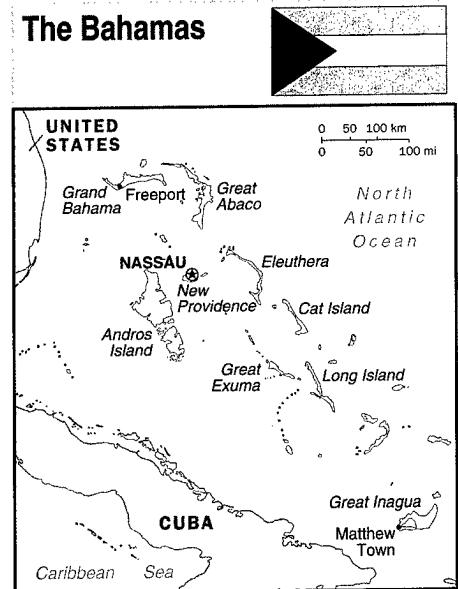 The Bahamas
UNITED
STATES
0 50 100 km
0 50 100 mi
Grand
Bahama
Freeport
Great
Abaco
North
Atlantic
Ocean
NASSAU
New
Providence
Eleuthera
Andros
Island
Cat Island
Great
Exuma
Long Island
Great Inagua
Matthew
Town
CUBA
Caribbean Sea